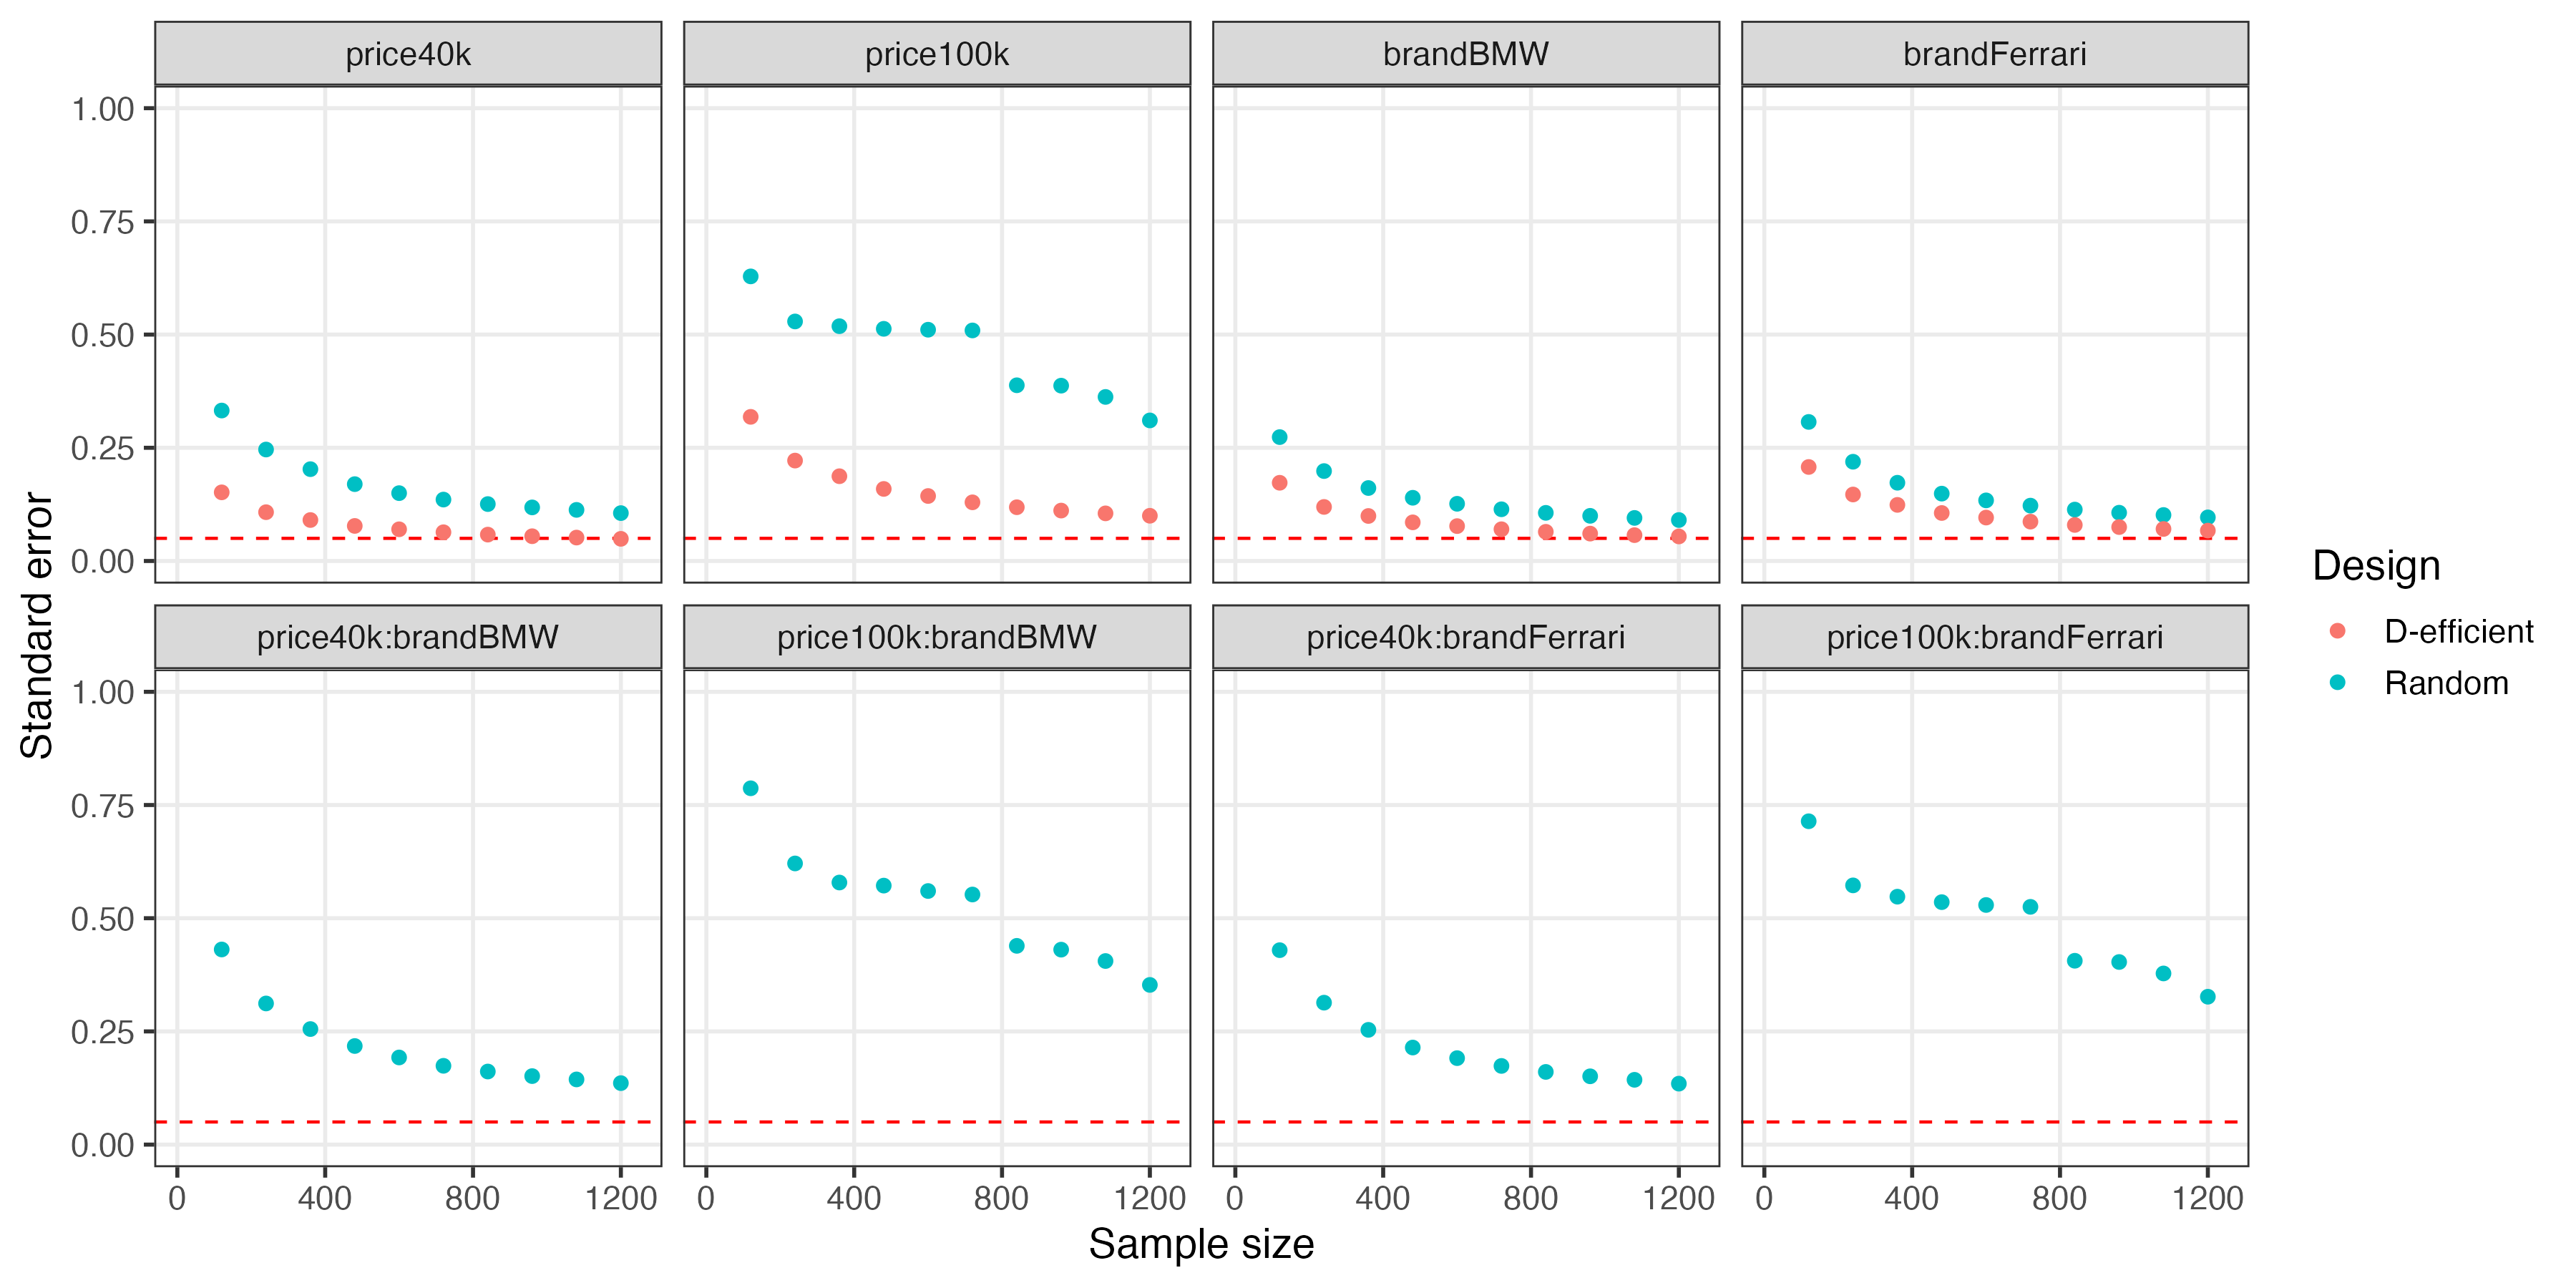 price40k
price100k
brandBMW
brandFerrari
1.00
0.75
0.50
0.25
0.00
price40k:brandBMW
price100k:brandBMW
price40k:brandFerrari
price100k:brandFerrari
1.00
0.75
0.50
0.25
0.00
0 400 800 1200
0 400 800 1200
0 400 800 1200
0 400 800 1200
Sample size
Standard error
Design
D-efficient
Random